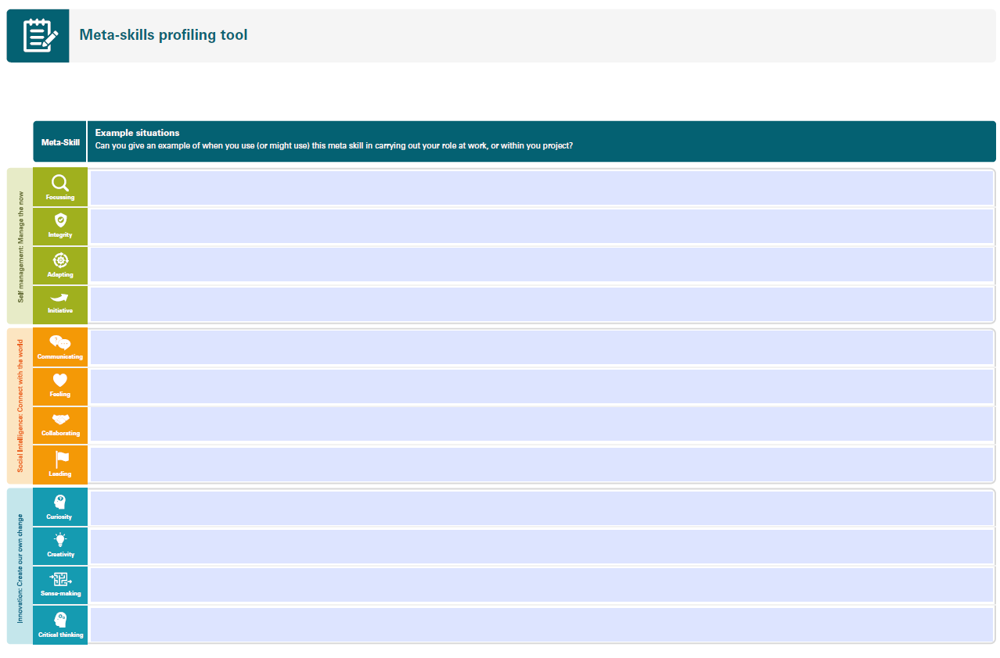 Meta-skills profiling tool
Meta-Skill
Example situations
Can you give an example of when you use (or might use) this meta skill in carrying out your role at work, or within you project?
Self management: Manage the now
Focussing
Integrity
Adapting
Initiative
Social Intelligence: Connect with the world
Communicating
Feeling
Collaborating
Leading
Innovation: Create our own change
Curiosity
Creativity
Sense-making
Critical thinking